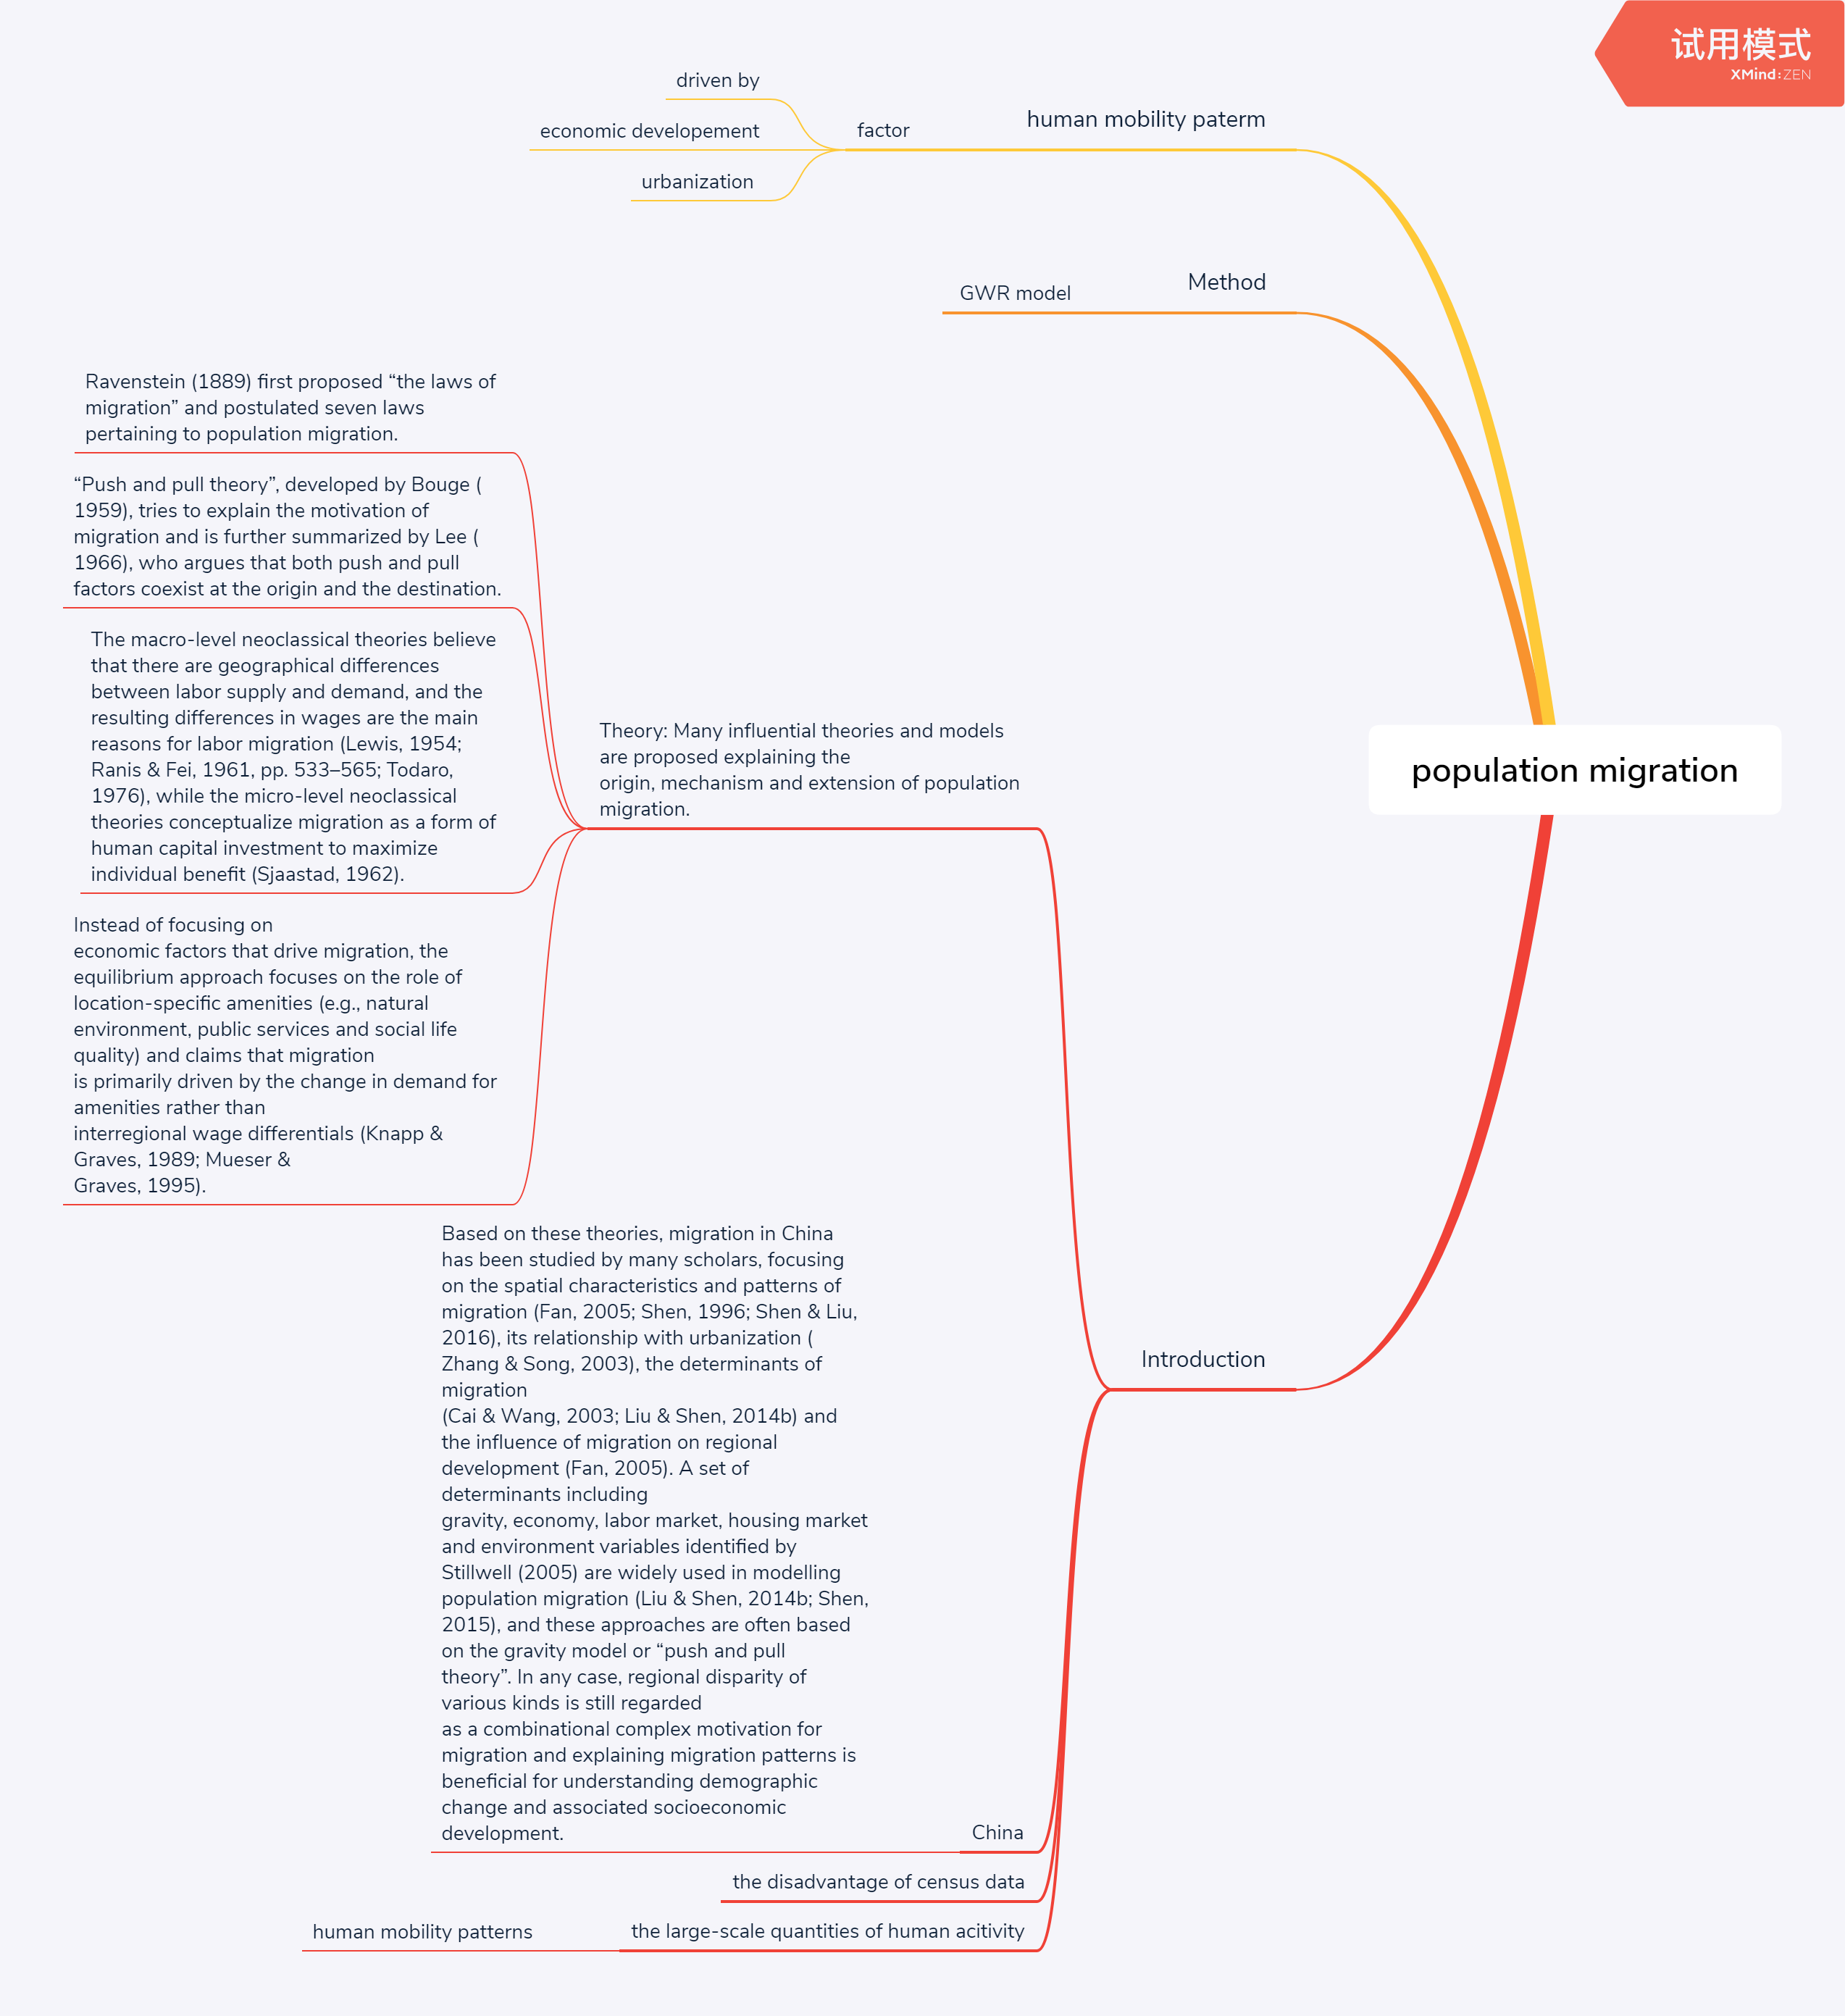 试用模式
XMind:ZEN
driven by
economic developement
urbanization
factor
human mobility paterm
GWR model
Method
Ravenstein (1889) first proposed “the laws of
migration” and postulated seven laws
pertaining to population migration.
“Push and pull theory”, developed by Bouge (
1959), tries to explain the motivation of
migration and is further summarized by Lee (
1966), who argues that both push and pull
factors coexist at the origin and the destination.
The macro-level neoclassical theories believe
that there are geographical differences
between labor supply and demand, and the
resulting differences in wages are the main
reasons for labor migration (Lewis, 1954;
Ranis & Fei, 1961, pp. 533–565; Todaro,
1976), while the micro-level neoclassical
theories conceptualize migration as a form of
human capital investment to maximize
individual benefit (Sjaastad, 1962).
Instead of focusing on
economic factors that drive migration, the
equilibrium approach focuses on the role of
location-specific amenities (e.g., natural
environment, public services and social life
quality) and claims that migration
is primarily driven by the change in demand for
amenities rather than
interregional wage differentials (Knapp &
Graves, 1989; Mueser &
Graves, 1995).
Theory: Many influential theories and models
are proposed explaining the
origin, mechanism and extension of population
migration.
population migration
Based on these theories, migration in China
has been studied by many scholars, focusing
on the spatial characteristics and patterns of
migration (Fan, 2005; Shen, 1996; Shen & Liu,
2016), its relationship with urbanization (
Zhang & Song, 2003), the determinants of
migration
(Cai & Wang, 2003; Liu & Shen, 2014b) and
the influence of migration on regional
development (Fan, 2005). A set of
determinants including
gravity, economy, labor market, housing market
and environment variables identified by
Stillwell (2005) are widely used in modelling
population migration (Liu & Shen, 2014b; Shen,
2015), and these approaches are often based
on the gravity model or “push and pull
theory”. In any case, regional disparity of
various kinds is still regarded
as a combinational complex motivation for
migration and explaining migration patterns is
beneficial for understanding demographic
change and associated socioeconomic
development.
China
Introduction
the disadvantage of census data
human mobility patterns
the large-scale quantities of human acitivity